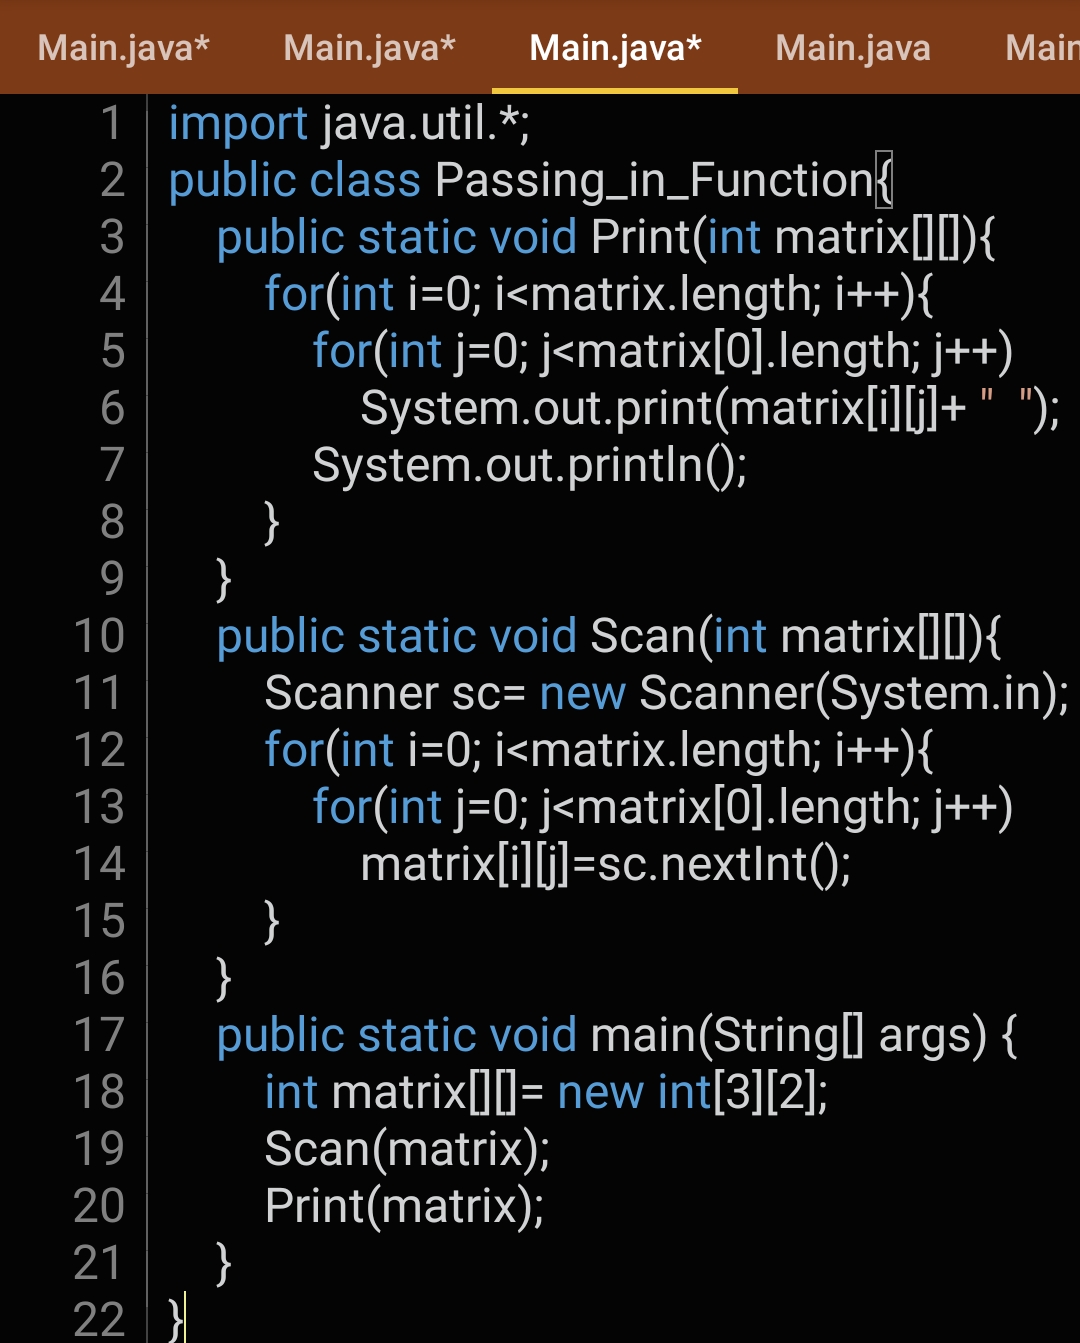 Main.java* Main.java* Main.java* Main.java Main
1 import java.util.*;
2 public class Passing_in_Function{
3 public static void Print(int matrix[][]){
4 for(int i=0; i<matrix.length; i++){
5 for(int j=0; j<matrix[0].length; j++)
6 System.out.print(matrix[i][j]+ "  ");
7 System.out.println();
8 }
9 }
10 public static void Scan(int matrix[][]){
11 Scanner sc= new Scanner(System.in);
12 for(int i=0; i<matrix.length; i++){
13 for(int j=0; j<matrix[0].length; j++)
14 matrix[i][j]=sc.nextInt();
15 }
16 }
17 public static void main(String[] args) {
18 int matrix[][]= new int[3][2];
19 Scan(matrix);
20 Print(matrix);
21 }
22 }